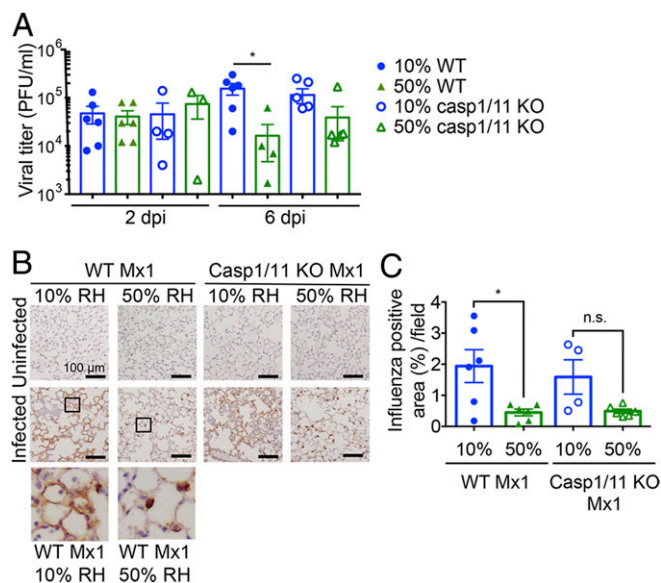 A
Viral titer (PFU/ml)
10⁶
10⁵
10⁴
10³
*
2 dpi
6 dpi
10% WT
50% WT
10% casp1/11 KO
50% casp1/11 KO
B
WT Mx1
Casp1/11 KO Mx1
10% RH
50% RH
10% RH
50% RH
Uninfected
100 µm
Infected
WT Mx1
10% RH
WT Mx1
50% RH
C
Influenza positive
area (%) /field
4
3
2
1
0
*
n.s.
10% 50% 10% 50%
WT Mx1
Casp1/11 KO
Mx1